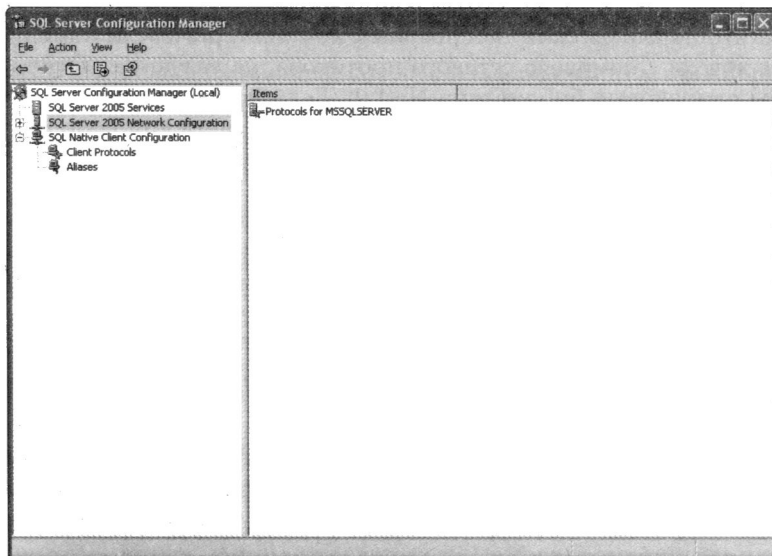 SQL Server Configuration Manager
File Action View Help
SQL Server Configuration Manager (Local)
SQL Server 2005 Services
SQL Server 2005 Network Configuration
SQL Native Client Configuration
Client Protocols
Aliases
Items
Protocols for MSSQLSERVER